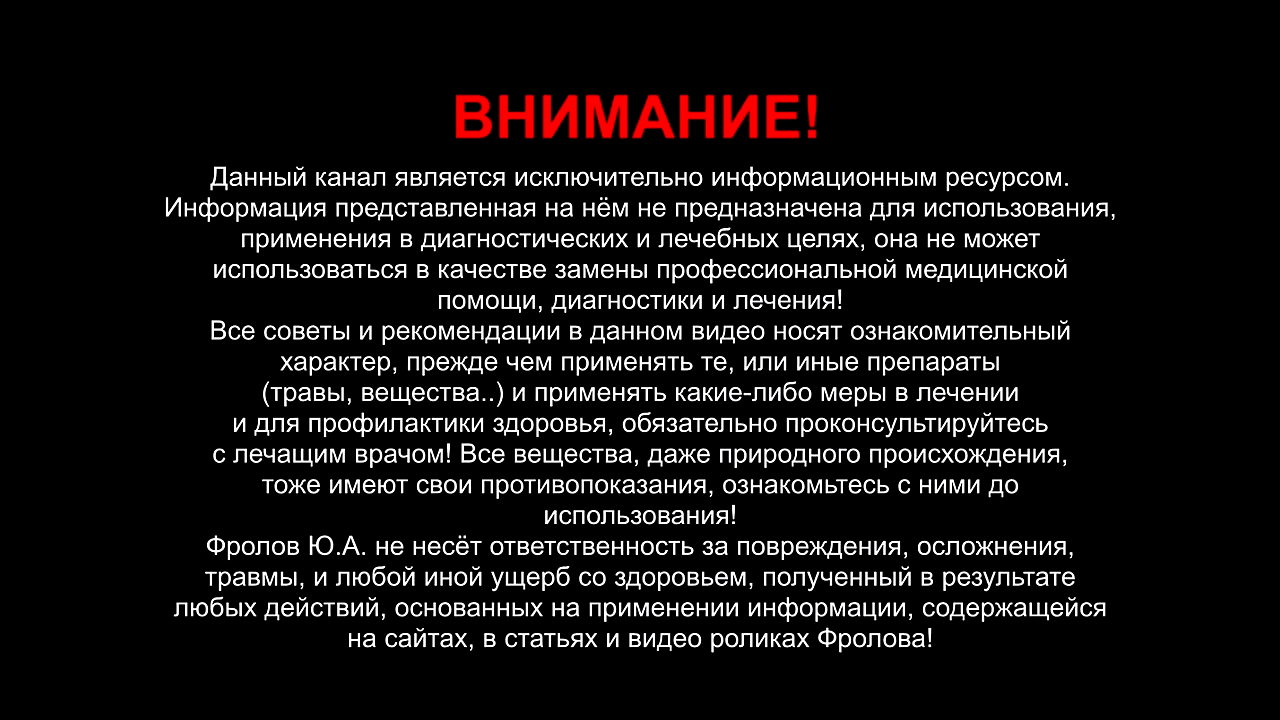 ВНИМАНИЕ!
Данный канал является исключительно информационным ресурсом.
Информация представленная на нём не предназначена для использования,
применения в диагностических и лечебных целях, она не может
использоваться в качестве замены профессиональной медицинской
помощи, диагностики и лечения!
Все советы и рекомендации в данном видео носят ознакомительный
характер, прежде чем применять те, или иные препараты
(травы, вещества..) и применять какие-либо меры в лечении
и для профилактики здоровья, обязательно проконсультируйтесь
с лечащим врачом! Все вещества, даже природного происхождения,
тоже имеют свои противопоказания, ознакомьтесь с ними до
использования!
Фролов Ю.А. не несёт ответственность за повреждения, осложнения,
травмы, и любой иной ущерб со здоровьем, полученный в результате
любых действий, основанных на применении информации, содержащейся
на сайтах, в статьях и видео роликах Фролова!